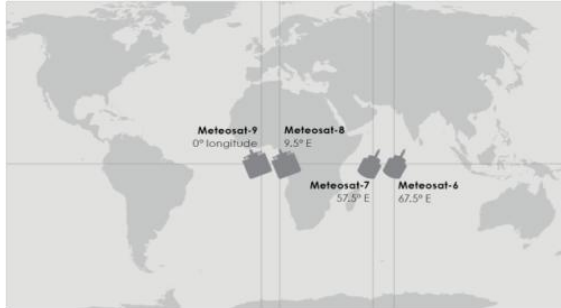 Meteosat-9
0° longitude
Meteosat-8
9.5° E
Meteosat-7
57.5° E
Meteosat-6
67.5° E